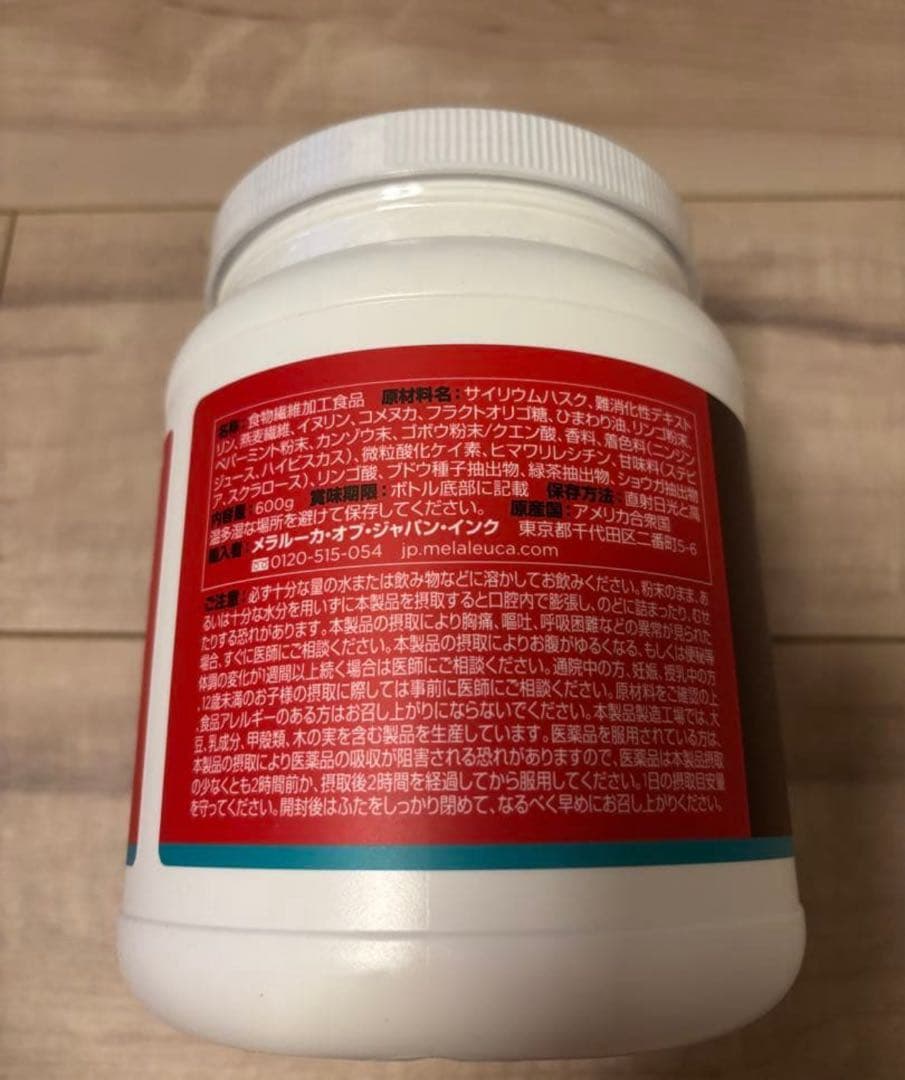 名称：食物繊維加工食品　原材料名：サイリウムハスク、難消化性デキスト
リン、燕麦繊維、イヌリン、コメヌカ、フラクトオリゴ糖、ひまわり油、リンゴ粉末、
ペパーミント粉末、カンゾウ末、ゴボウ粉末/クエン酸、香料、着色料（ニンジン
ジュース、ハイビスカス）、微粒酸化ケイ素、ヒマワリレシチン、甘味料（ステビ
ア、スクラロース）、リンゴ酸、ブドウ種子抽出物、緑茶抽出物、ショウガ抽出物
内容量：600g　賞味期限：ボトル底部に記載　保存方法：直射日光と高
温多湿な場所を避けて保存してください。　原産国：アメリカ合衆国
輸入者：メラルーカ・オブ・ジャパン・インク　東京都千代田区二番町5-6
0120-515-054　jp.melaleuca.com
ご注意：必ず十分な量の水または飲み物などに溶かしてお飲みください。粉末のまま、あ
るいは十分な水分を用いずに本製品を摂取すると口腔内で膨張し、のどに詰まったり、むせ
たりする恐れがあります。本製品の摂取により胸痛、嘔吐、呼吸困難などの異常が見られた
場合、すぐに医師にご相談ください。本製品の摂取によりお腹がゆるくなる、もしくは便秘等
体調の変化が1週間以上続く場合は医師にご相談ください。通院中の方、妊娠、授乳中の方
、12歳未満のお子様の摂取に際しては事前に医師にご相談ください。原材料をご確認の上
、食品アレルギーのある方はお召し上がりにならないでください。本製品製造工場では、大
豆、乳成分、甲殻類、木の実を含む製品を生産しています。医薬品を服用されている方は、
本製品の摂取により医薬品の吸収が阻害される恐れがありますので、医薬品は本製品摂取
の少なくとも2時間前か、摂取後2時間を経過してから服用してください。1日の摂取目安量
を守ってください。開封後はふたをしっかり閉めて、なるべく早めにお召し上がりください。